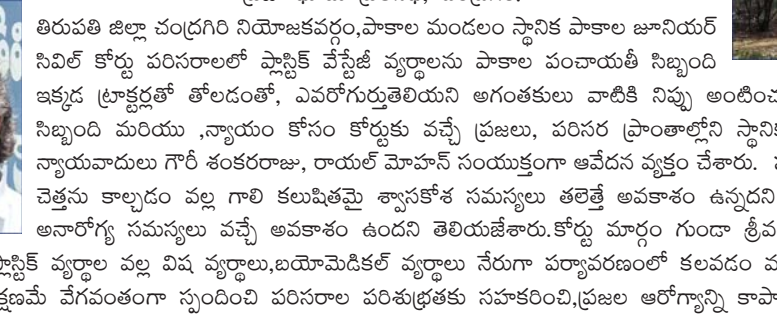 తిరుపతి జిల్లా చంద్రగిరి నియోజకవర్గం,పాకాల మండలం స్థానిక పాకాల జూనియర్
సివిల్ కోర్టు పరిసరాలలో ప్లాస్టిక్ వేస్టేజీ వ్యర్థాలను పాకాల పంచాయతీ సిబ్బంది
ఇక్కడ ట్రాక్టర్లతో తోలడంతో, ఎవరోగుర్తుతెలియని అగంతకులు వాటికి నిప్పు
సిబ్బంది మరియు ,న్యాయం కోసం కోర్టుకు వచ్చే ప్రజలు, పరిసర ప్రాంతాల్లోని
న్యాయవాదులు గౌరీ శంకరరాజు, రాయల్ మోహన్ సంయుక్తంగా ఆవేదన వ్యక్తం చేశారు.
చెత్తను కాల్చడం వల్ల గాలి కలుషితమై శ్వాసకోశ సమస్యలు తలెత్తే అవకాశం ఉన్నదని
అనారోగ్య సమస్యలు వచ్చే అవకాశం ఉందని తెలియజేశారు.కోర్టు మార్గం గుండా
వ్యర్థాల వల్ల విష వ్యర్థాలు,బయోమెడికల్ వ్యర్థాలు నేరుగా పర్యావరణంలో కలవడం
వేగవంతంగా స్పందించి పరిసరాల పరిశుభ్రతకు సహకరించి,ప్రజల ఆరోగ్యాన్ని